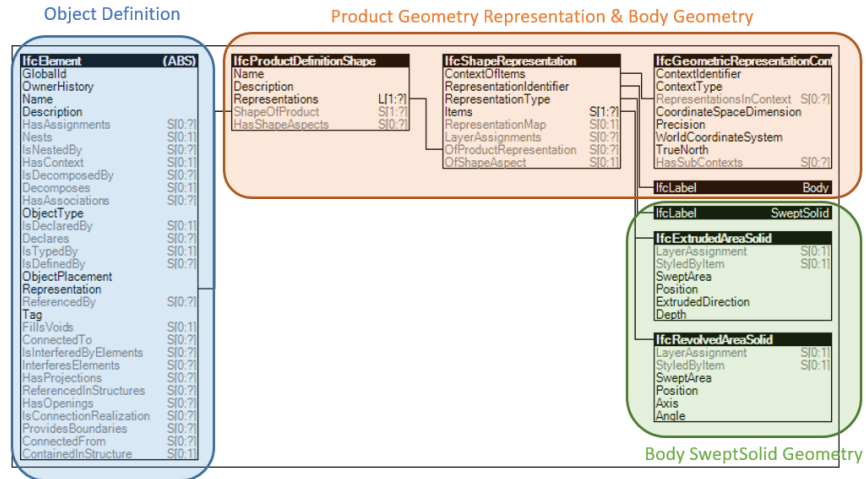 Object Definition
Product Geometry Representation & Body Geometry
IfcElement (ABS)
GlobalId
OwnerHistory
Name
Description
HasAssignments S[0:?]
Nests S[0:1]
IsNestedBy S[0:?]
HasContext S[0:1]
IsDecomposedBy S[0:?]
Decomposes S[0:1]
HasAssociations S[0:?]
ObjectType
IsDeclaredBy S[0:1]
Declares S[0:?]
IsTypedBy S[0:1]
IsDefinedBy S[0:?]
ObjectPlacement
Representation
ReferencedBy S[0:?]
Tag
FillsVoids S[0:1]
ConnectedTo S[0:?]
IsInterferedByElements S[0:?]
InterferesElements S[0:?]
HasProjections S[0:?]
ReferencedInStructures S[0:?]
HasOpenings S[0:?]
IsConnectionRealization S[0:?]
ProvidesBoundaries S[0:?]
ConnectedFrom S[0:?]
ContainedInStructure S[0:1]
IfcProductDefinitionShape
Name
Description
Representations L[1:?]
ShapeOfProduct S[1:?]
HasShapeAspects S[0:?]
IfcShapeRepresentation
ContextOfItems
RepresentationIdentifier
RepresentationType
Items S[1:?]
RepresentationMap S[0:1]
LayerAssignments S[0:?]
OfProductRepresentation S[0:?]
OfShapeAspect S[0:1]
IfcGeometricRepresentationCont
ContextIdentifier
ContextType
RepresentationsInContext S[0:?]
CoordinateSpaceDimension
Precision
WorldCoordinateSystem
TrueNorth
HasSubContexts S[0:?]
IfcLabel Body
IfcLabel SweptSolid
IfcExtrudedAreaSolid
LayerAssignment S[0:1]
StyledByItem S[0:1]
SweptArea
Position
ExtrudedDirection
Depth
IfcRevolvedAreaSolid
LayerAssignment S[0:1]
StyledByItem S[0:1]
SweptArea
Position
Axis
Angle
Body SweptSolid Geometry